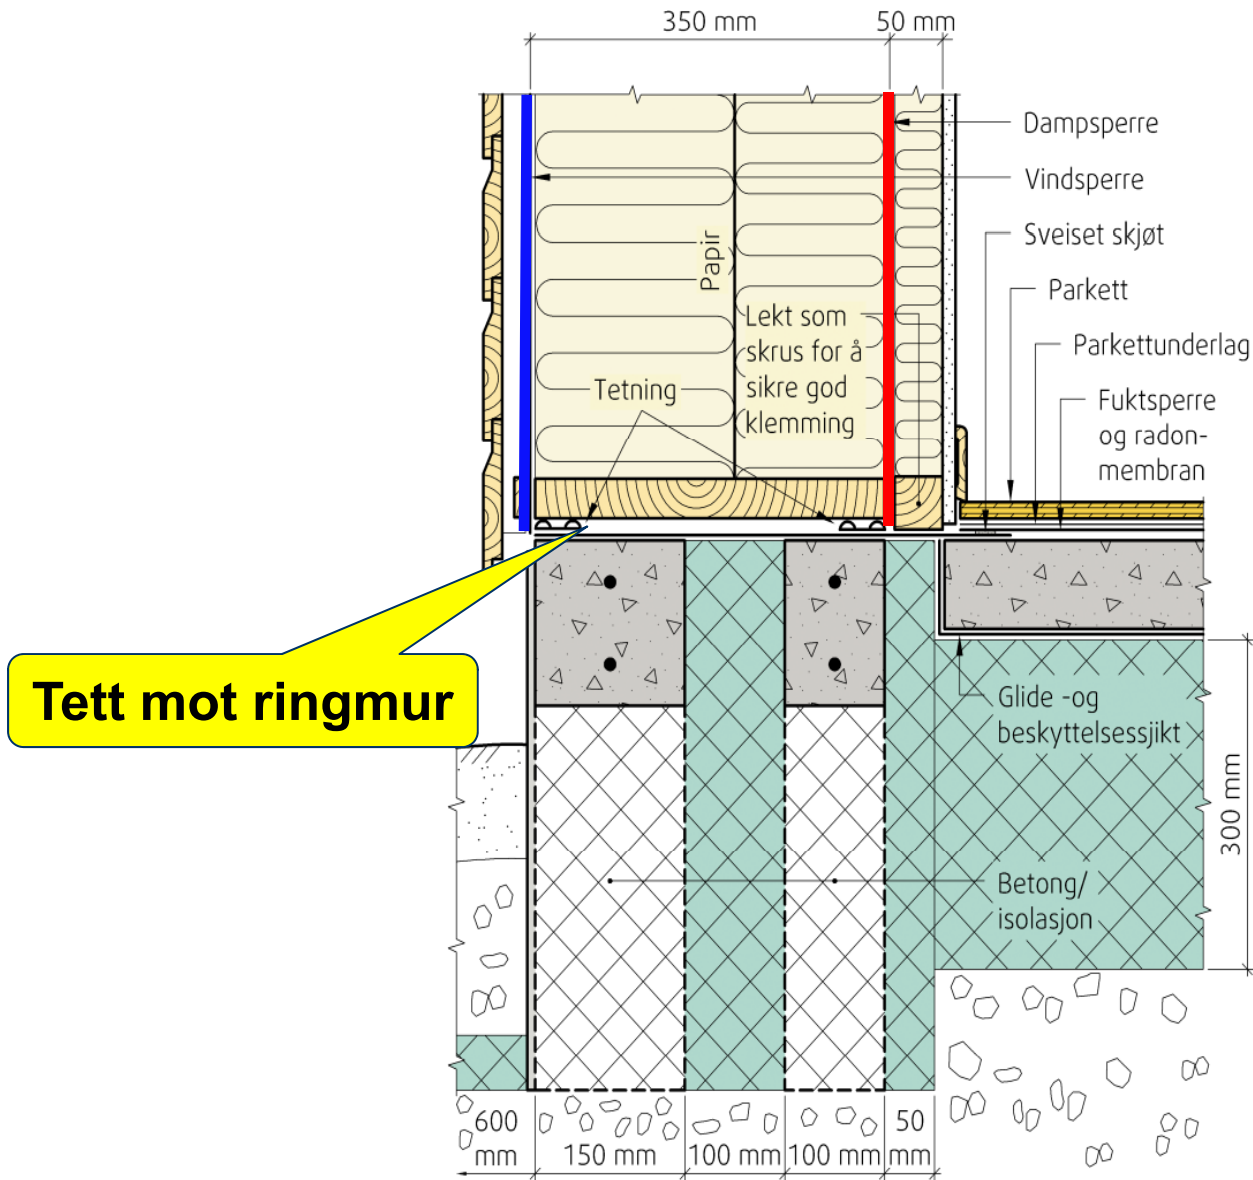 350 mm
50 mm
Dampsperre
Vindsperre
Sveiset skjøt
Papir
Parkett
Lekt som
skrus for å
sikre god
klemming
Parkettunderlag
Tetning
Fuktsperre
og radon-
membran
Tett mot ringmur
Glide -og
beskyttelsessjikt
300 mm
Betong/
isolasjon
600
mm
150 mm
100 mm
100 mm
50
mm